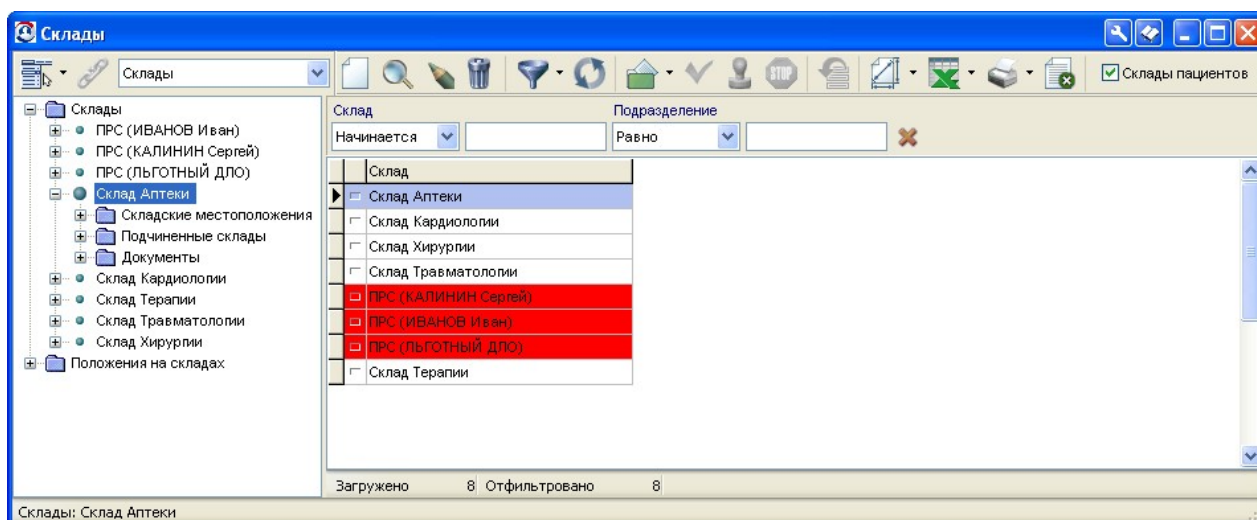 Склады
Склады
STOP
Склады пациентов
Склады
ПРС (ИВАНОВ Иван)
ПРС (КАЛИНИН Сергей)
ПРС (ЛЬГОТНЫЙ ДЛО)
Склад Аптеки
Складские местоположения
Подчиненные склады
Документы
Склад Кардиологии
Склад Терапии
Склад Травматологии
Склад Хирургии
Положения на складах
Склад Подразделение
Начинается Равно
Склад
Склад Аптеки
Склад Кардиологии
Склад Хирургии
Склад Травматологии
ПРС (КАЛИНИН Сергей)
ПРС (ИВАНОВ Иван)
ПРС (ЛЬГОТНЫЙ ДЛО)
Склад Терапии
Загружено 8 Отфильтровано 8
Склады: Склад Аптеки